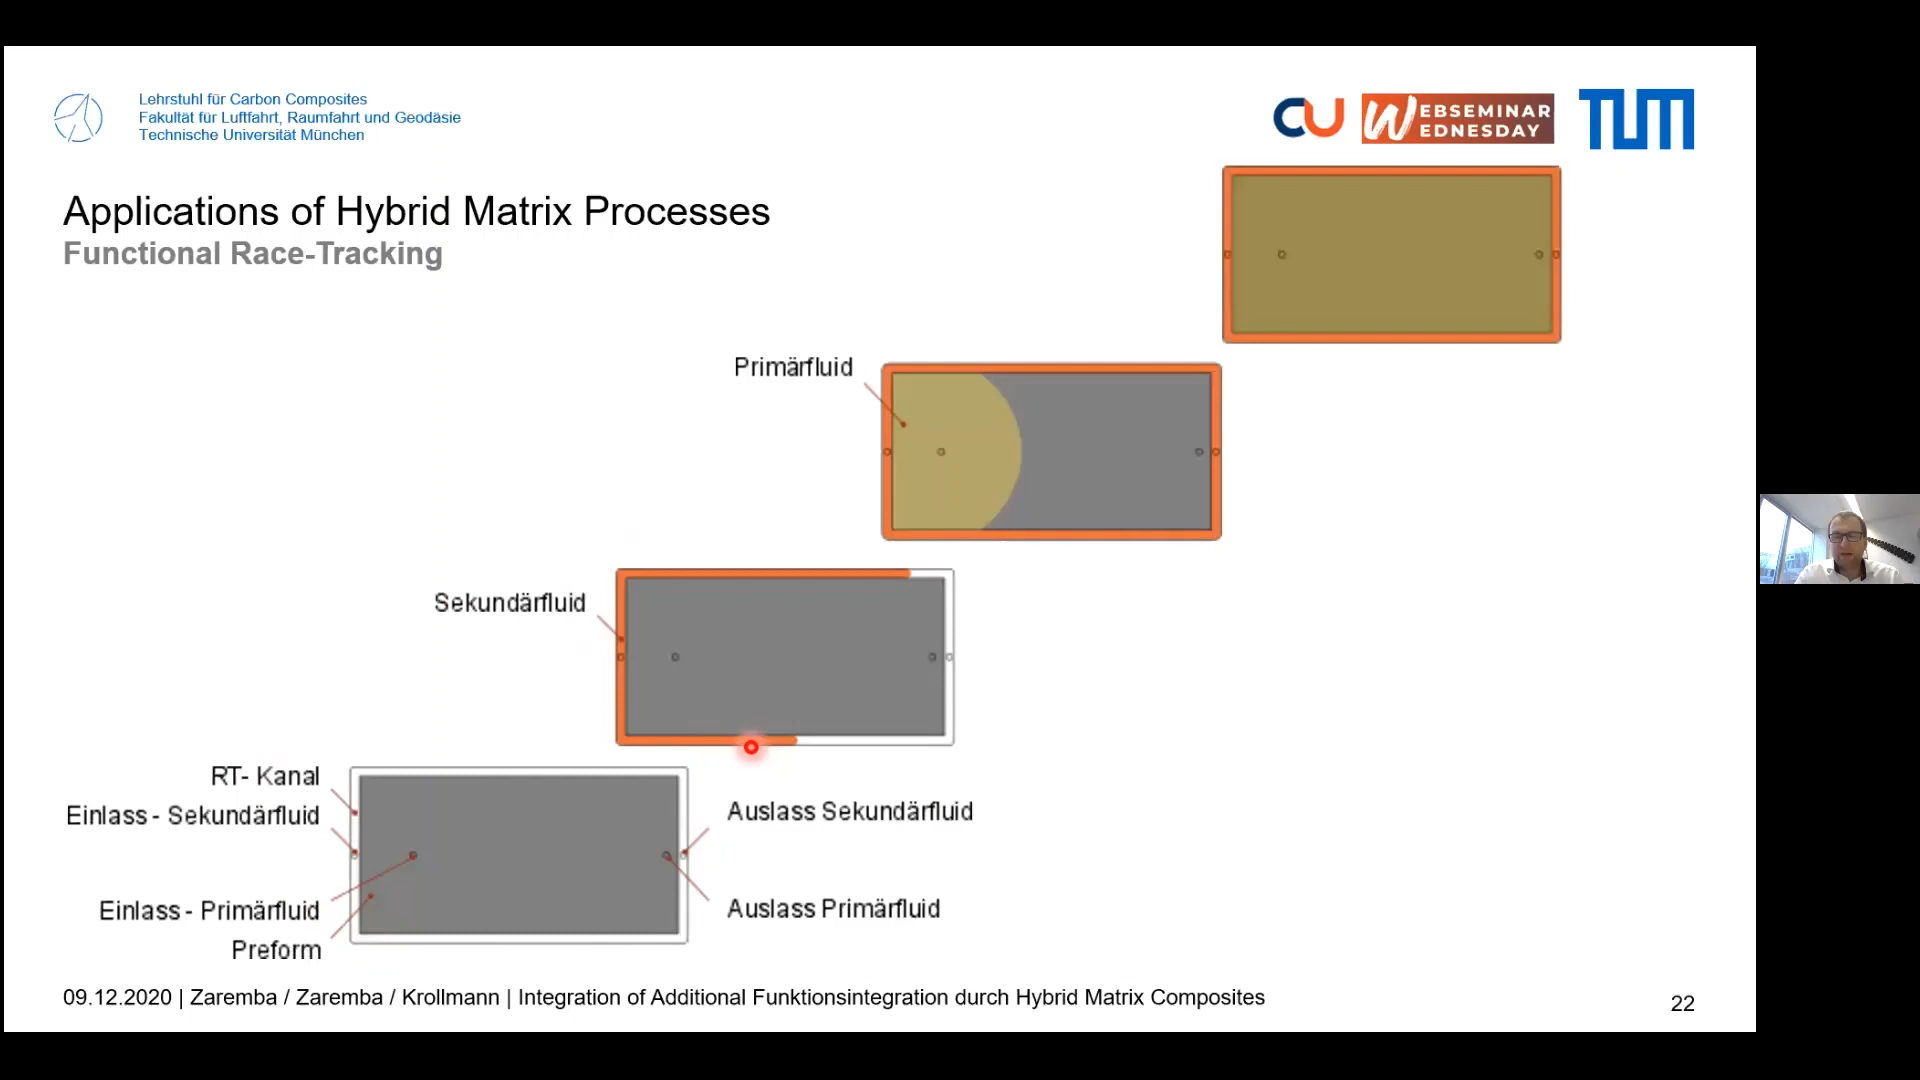 Lehrstuhl für Carbon Composites
Fakultät für Luftfahrt, Raumfahrt und Geodäsie
Technische Universität München
CU
WEBSEMINAR
WEDNESDAY
TUM
Applications of Hybrid Matrix Processes
Functional Race-Tracking
Primärfluid
Sekundärfluid
RT- Kanal
Einlass - Sekundärfluid
Auslass Sekundärfluid
Einlass - Primärfluid
Auslass Primärfluid
Preform
09.12.2020 | Zaremba / Zaremba / Krollmann | Integration of Additional Funktionsintegration durch Hybrid Matrix Composites
22